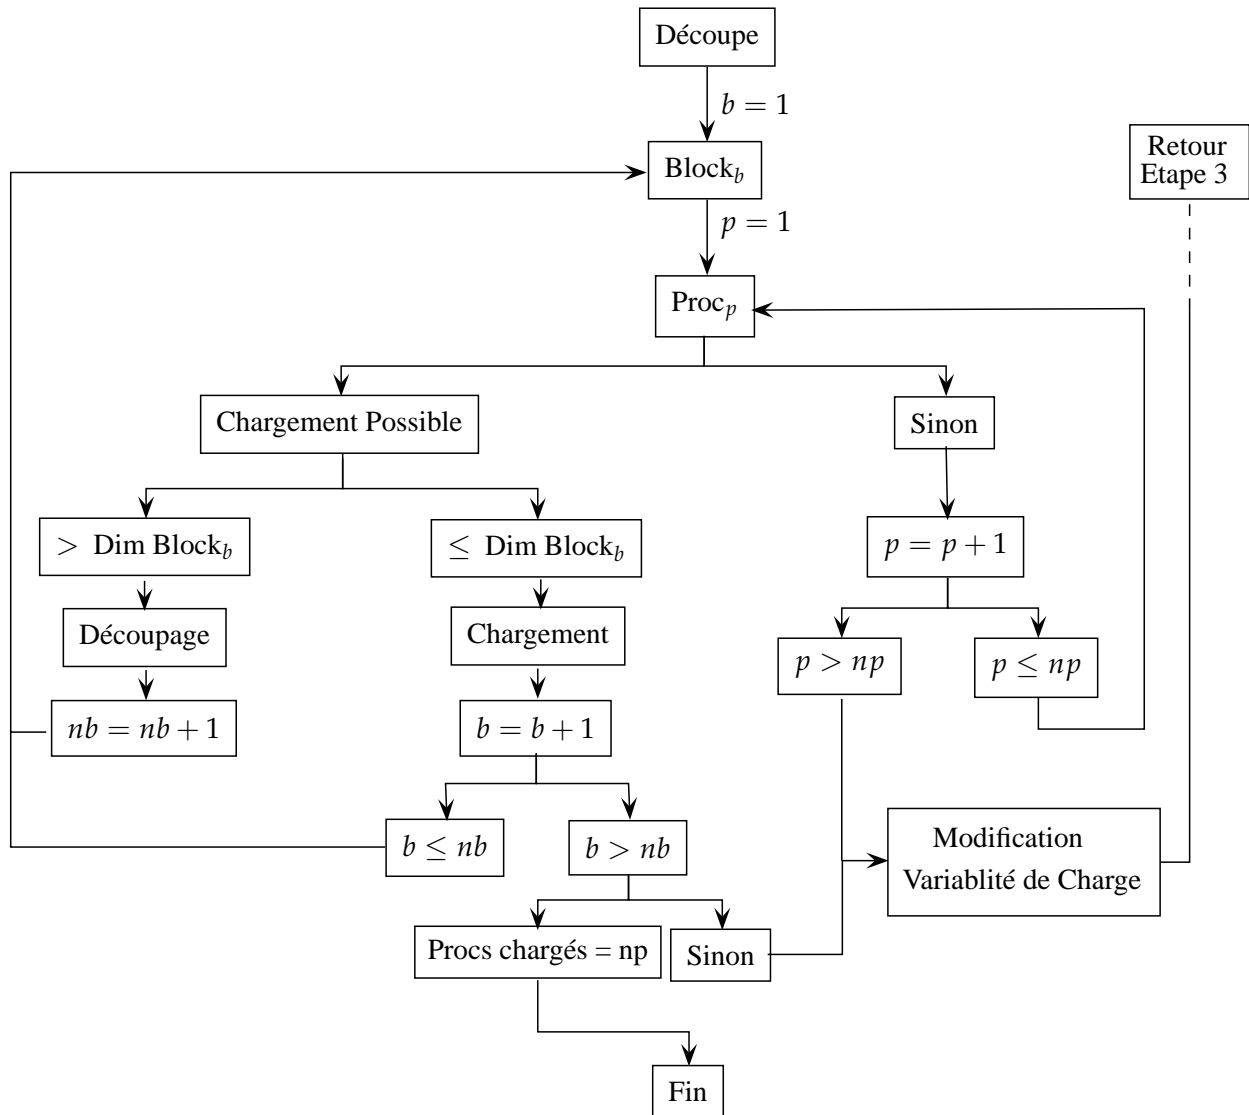 Découpe
b = 1
Retour
Etape 3
Block_b
p = 1
Proc_p
Chargement Possible
Sinon
> Dim Block_b
≤ Dim Block_b
p = p + 1
Découpage
Chargement
p > np
p ≤ np
nb = nb + 1
b = b + 1
b ≤ nb
b > nb
Modification
Variablité de Charge
Procs chargés = np
Sinon
Fin